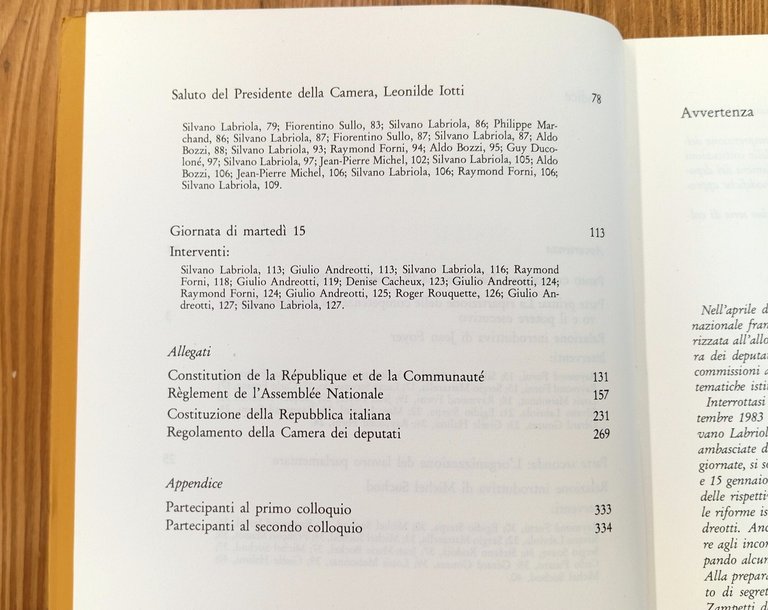 Saluto del Presidente della Camera, Leonilde Iotti 78
Silvano Labriola, 79; Fiorentino Sullo, 83; Silvano Labriola, 86; Philippe Mar-
chand, 86; Silvano Labriola, 87; Fiorentino Sullo, 87; Silvano Labriola, 87; Aldo
Bozzi, 88; Silvano Labriola, 93; Raymond Forni, 94; Aldo Bozzi, 95; Guy Duco-
loné, 97; Silvano Labriola, 97; Jean-Pierre Michel, 102; Silvano Labriola, 105; Aldo
Bozzi, 106; Jean-Pierre Michel, 106; Silvano Labriola, 106; Raymond Forni, 106;
Silvano Labriola, 109.
Giornata di martedì 15 113
Interventi:
Silvano Labriola, 113; Giulio Andreotti, 113; Silvano Labriola, 116; Raymond
Forni, 118; Giulio Andreotti, 119; Denise Cacheux, 123; Giulio Andreotti, 124;
Raymond Forni, 124; Giulio Andreotti, 125; Roger Rouquette, 126; Giulio An-
dreotti, 127; Silvano Labriola, 127.
Allegati
Constitution de la République et de la Communauté 131
Règlement de l'Assemblée Nationale 157
Costituzione della Repubblica italiana 231
Regolamento della Camera dei deputati 269
Appendice
Partecipanti al primo colloquio 333
Partecipanti al secondo colloquio 334
Avvertenza
Nell'aprile d
nazionale fran
rizzata all'allo
ra dei deputa
commissioni a
tematiche isti
Interrottasi
tembre 1983
vano Labriol
ambasciate d
giornate, si s
e 15 gennaio
delle rispetti
le riforme is
dreotti. Anc
re agli incor
pando alcur
Alla prepara
to di segret
Zampetti d